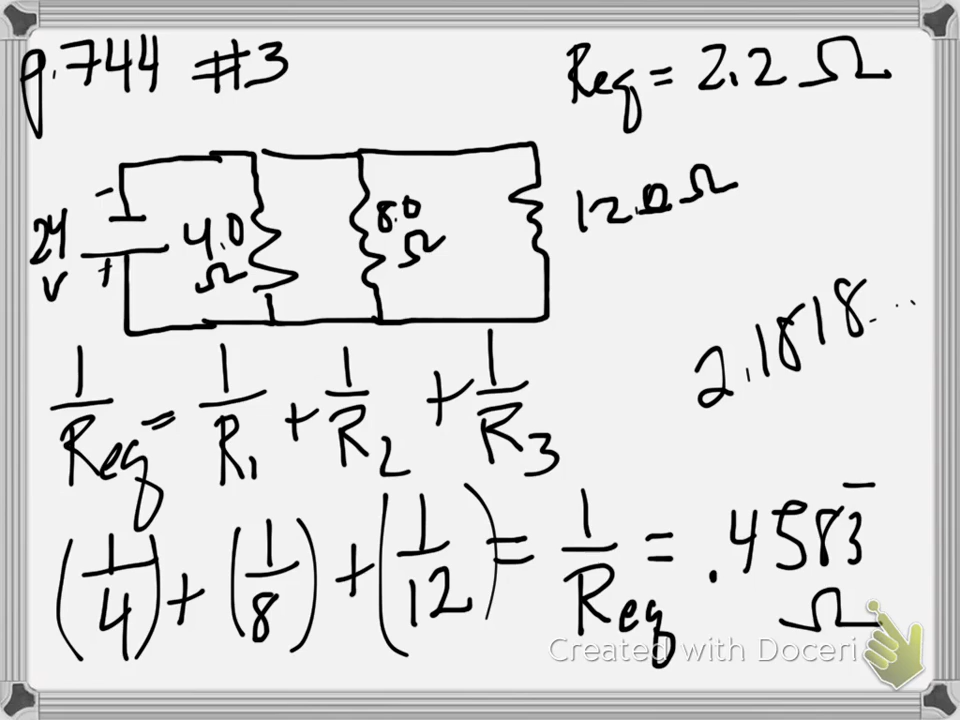 p.744 #3
Req = 2.2 Ω
24 V
-
+
4.0 Ω
8.0 Ω
12.0 Ω
2.1818...
1/Req = 1/R1 + 1/R2 + 1/R3
(1/4) + (1/8) + (1/12) = 1/Req = .4583̅ Ω
Created with Doceri